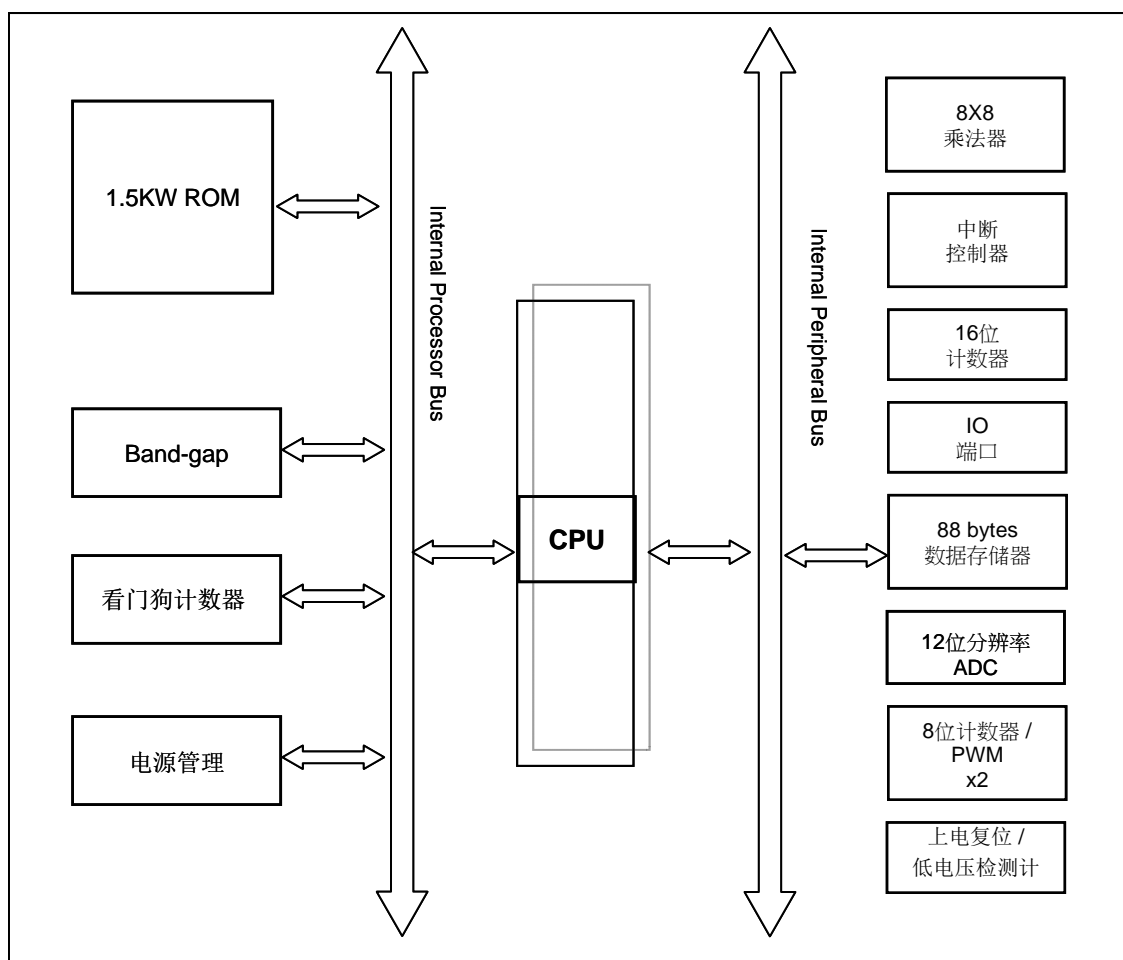 1.5KW ROM
Band-gap
看门狗计数器
电源管理
Internal Processor Bus
CPU
Internal Peripheral Bus
8X8
乘法器
中断
控制器
16位
计数器
IO
端口
88 bytes
数据存储器
12位分辨率
ADC
8位计数器 /
PWM
x2
上电复位 /
低电压检测计